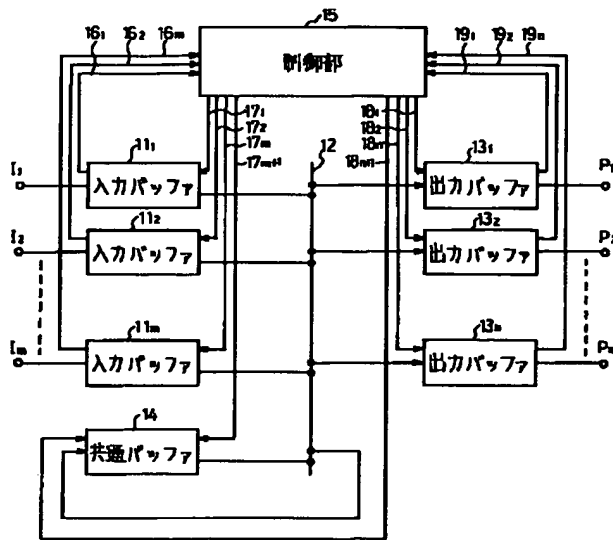 15
制御部
16₁ 16₂ 16m
19₁ 19₂ 19n
17₁
17₂
17m
17m+1
12
18₁
18₂
18n
18n+1
I₁
11₁
入力バッファ
13₁
出力バッファ
P₁
I₂
11₂
入力バッファ
13₂
出力バッファ
P₂
Im
11m
入力バッファ
13n
出力バッファ
Pn
14
共通バッファ